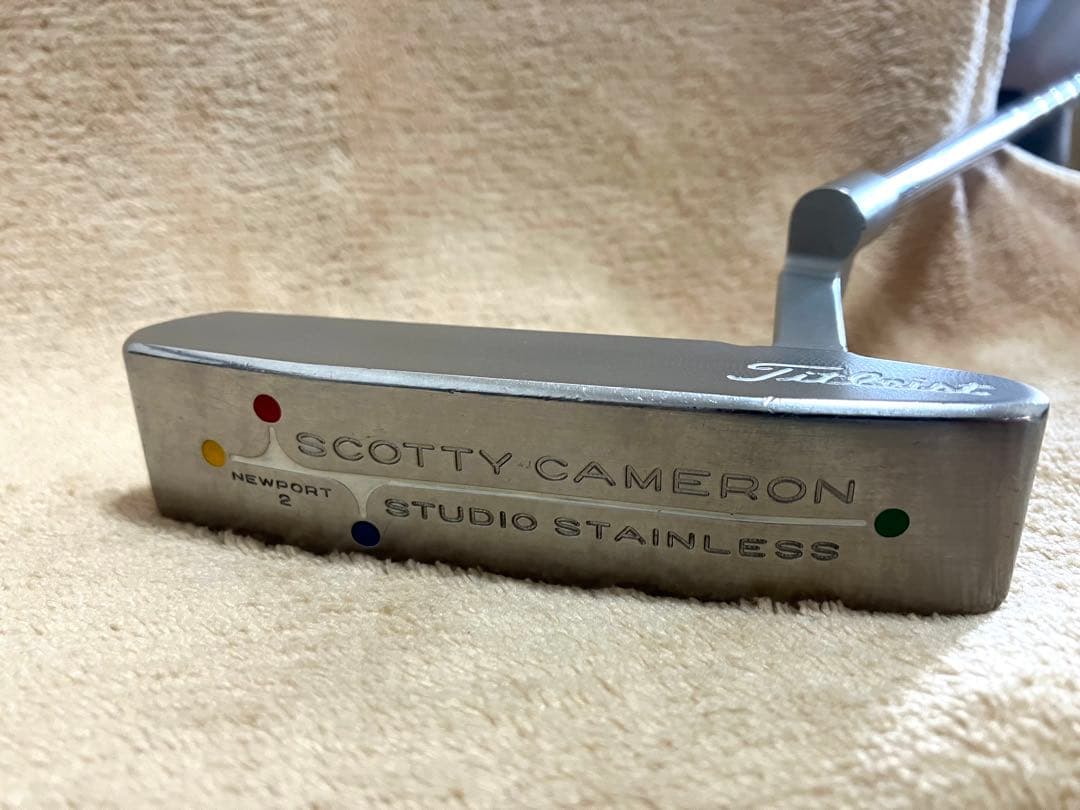 Titleist
SCOTTY CAMERON
NEWPORT
2
STUDIO STAINLESS